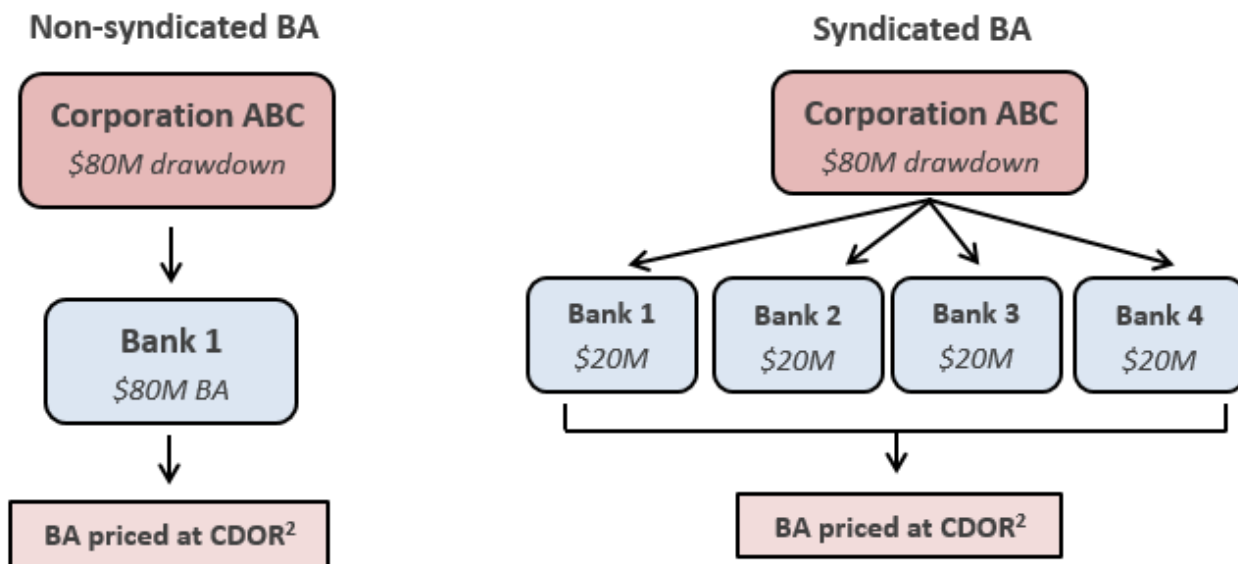 Non-syndicated BA
Corporation ABC
$80M drawdown
Bank 1
$80M BA
BA priced at CDOR²
Syndicated BA
Corporation ABC
$80M drawdown
Bank 1
$20M
Bank 2
$20M
Bank 3
$20M
Bank 4
$20M
BA priced at CDOR²